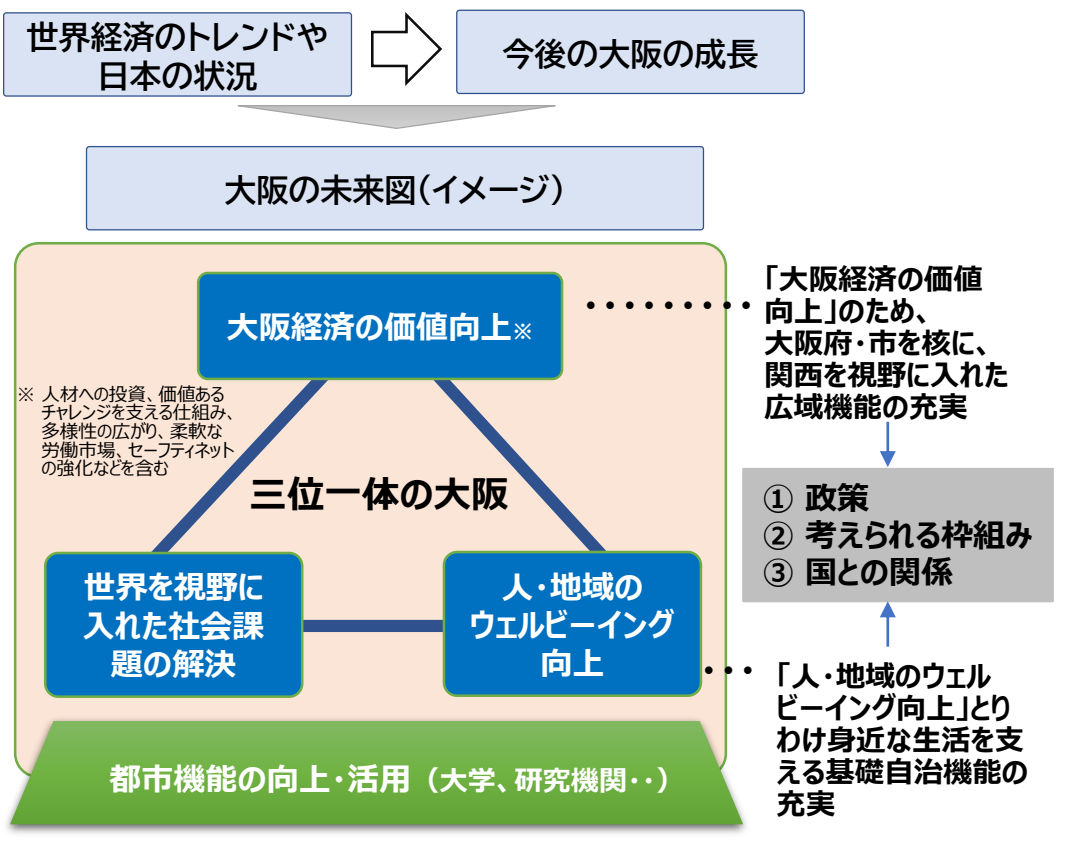 世界経済のトレンドや
日本の状況
今後の大阪の成長
大阪の未来図(イメージ)
大阪経済の価値向上※
※ 人材への投資、価値ある
チャレンジを支える仕組み、
多様性の広がり、柔軟な
労働市場、セーフティネット
の強化などを含む
三位一体の大阪
世界を視野に
入れた社会課
題の解決
人・地域の
ウェルビーイング
向上
都市機能の向上・活用(大学、研究機関・・)
・・・・・・・・・
「大阪経済の価値
向上」のため、
大阪府・市を核に、
関西を視野に入れた
広域機能の充実
① 政策
② 考えられる枠組み
③ 国との関係
・・・
「人・地域のウェル
ビーイング向上」とり
わけ身近な生活を支
える基礎自治機能の
充実